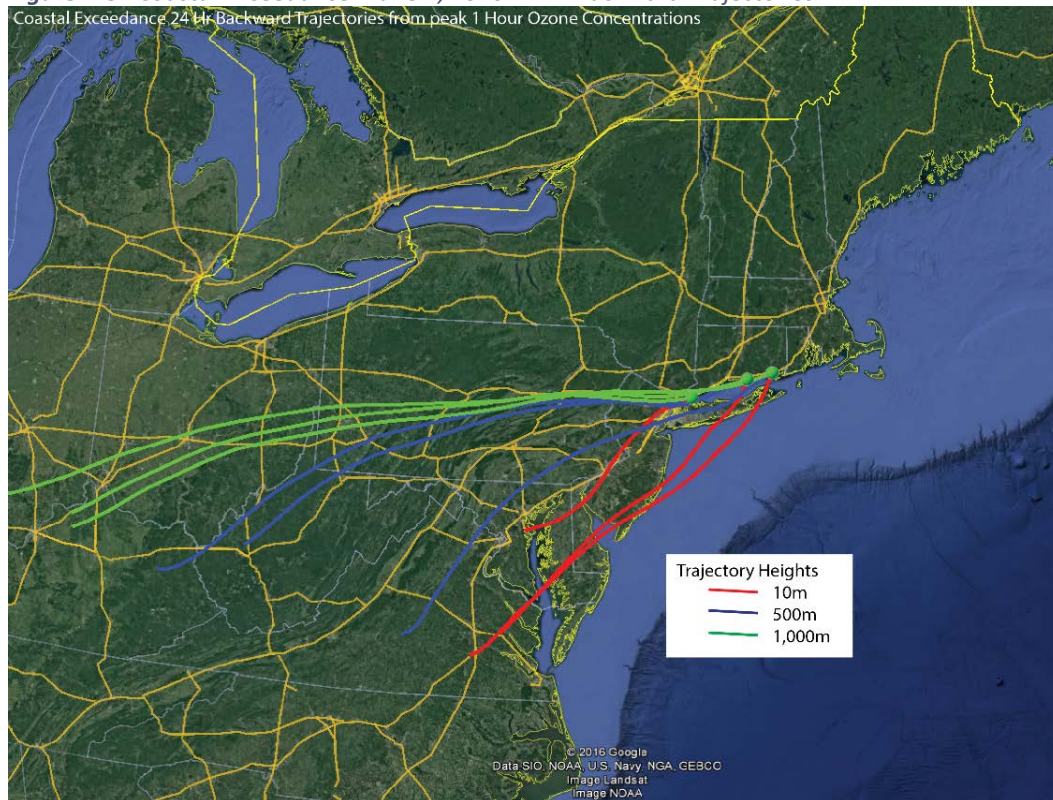 Coastal Exceedance 24 Hr Backward Trajectories from peak 1 Hour Ozone Concentrations
Trajectory Heights
10m
500m
1,000m
© 2016 Google
Data SIO, NOAA, U.S. Navy, NGA, GEBCO
Image Landsat
Image NOAA